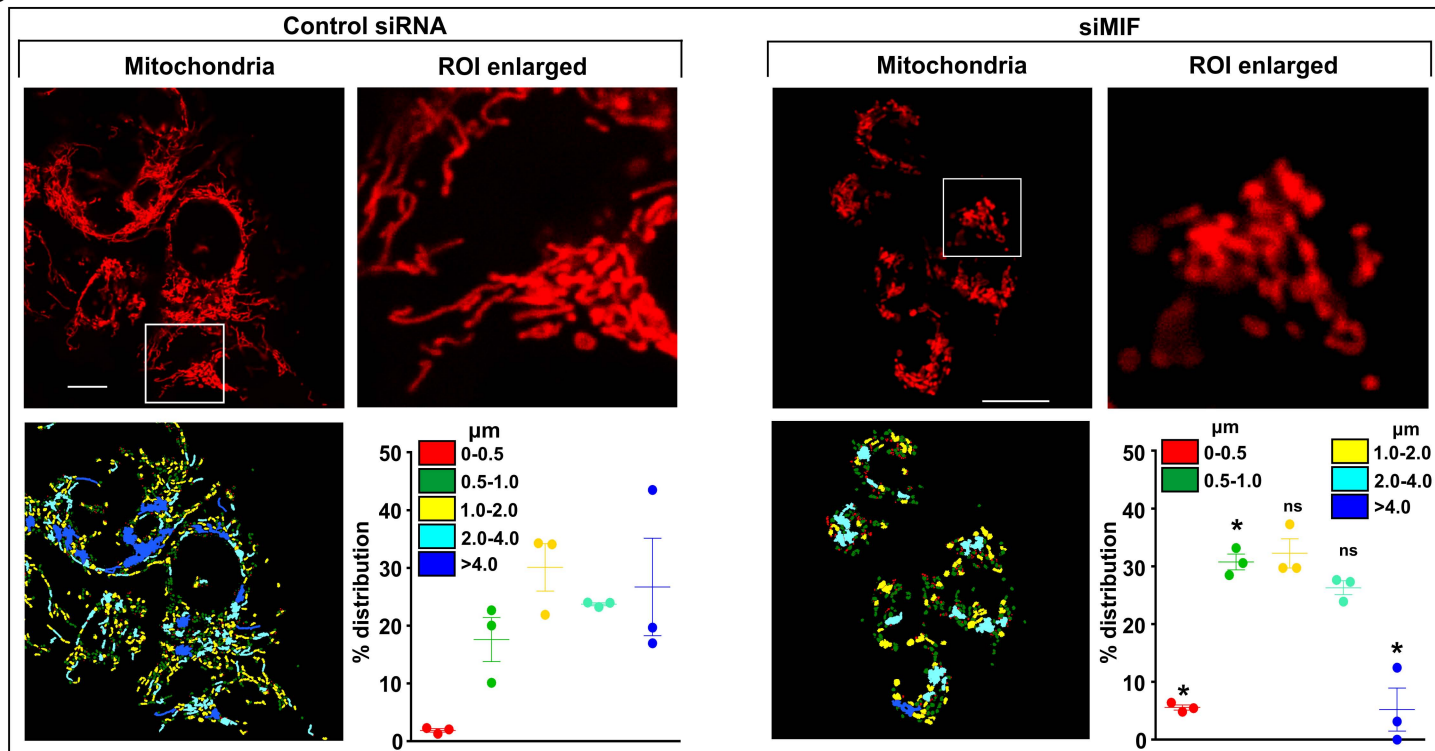 Control siRNA
Mitochondria
ROI enlarged
µm
0-0.5
0.5-1.0
1.0-2.0
2.0-4.0
>4.0
% distribution
50
40
30
20
10
0
siMIF
Mitochondria
ROI enlarged
µm
0-0.5
0.5-1.0
1.0-2.0
2.0-4.0
>4.0
% distribution
50
40
30
20
10
0
*
*
ns
ns
*